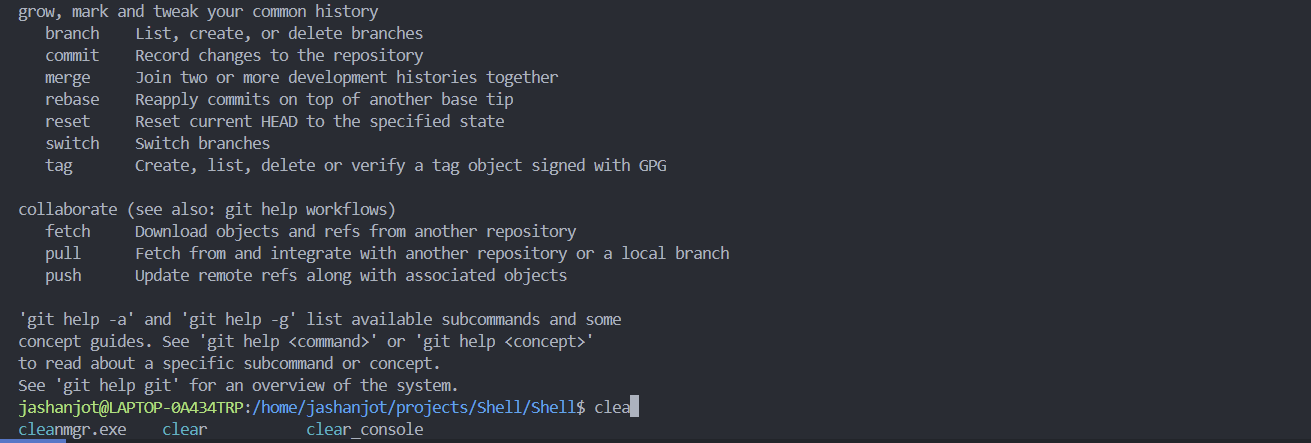 grow, mark and tweak your common history
   branch    List, create, or delete branches
   commit    Record changes to the repository
   merge     Join two or more development histories together
   rebase    Reapply commits on top of another base tip
   reset     Reset current HEAD to the specified state
   switch    Switch branches
   tag       Create, list, delete or verify a tag object signed with GPG

collaborate (see also: git help workflows)
   fetch     Download objects and refs from another repository
   pull      Fetch from and integrate with another repository or a local branch
   push      Update remote refs along with associated objects

'git help -a' and 'git help -g' list available subcommands and some
concept guides. See 'git help <command>' or 'git help <concept>'
to read about a specific subcommand or concept.
See 'git help git' for an overview of the system.
jashanjot@LAPTOP-0A434TRP:/home/jashanjot/projects/Shell/Shell$ clea
cleanmgr.exe    clear           clear_console